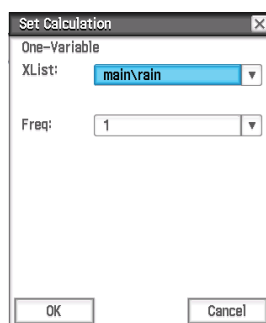 Set Calculation
One-Variable
XList: main\rain
Freq: 1
OK Cancel